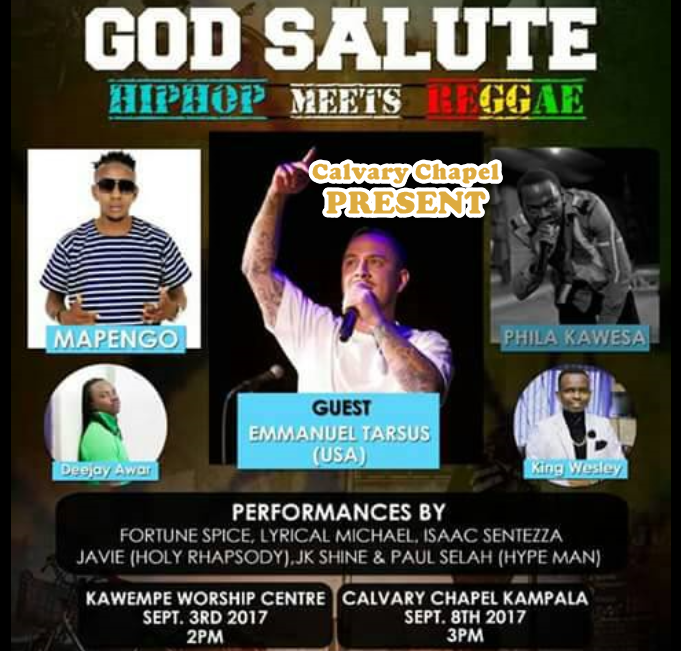 GOD SALUTE
HIPHOP MEETS REGGAE
Calvary Chapel
PRESENT
MAPENGO
PHILA KAWESA
GUEST
EMMANUEL TARSUS
(USA)
Deejay Awar
King Wesley
PERFORMANCES BY
FORTUNE SPICE, LYRICAL MICHAEL, ISAAC SENTEZZA
JAVIE (HOLY RHAPSODY),JK SHINE & PAUL SELAH (HYPE MAN)
KAWEMPE WORSHIP CENTRE
SEPT. 3RD 2017
2PM
CALVARY CHAPEL KAMPALA
SEPT. 8TH 2017
3PM